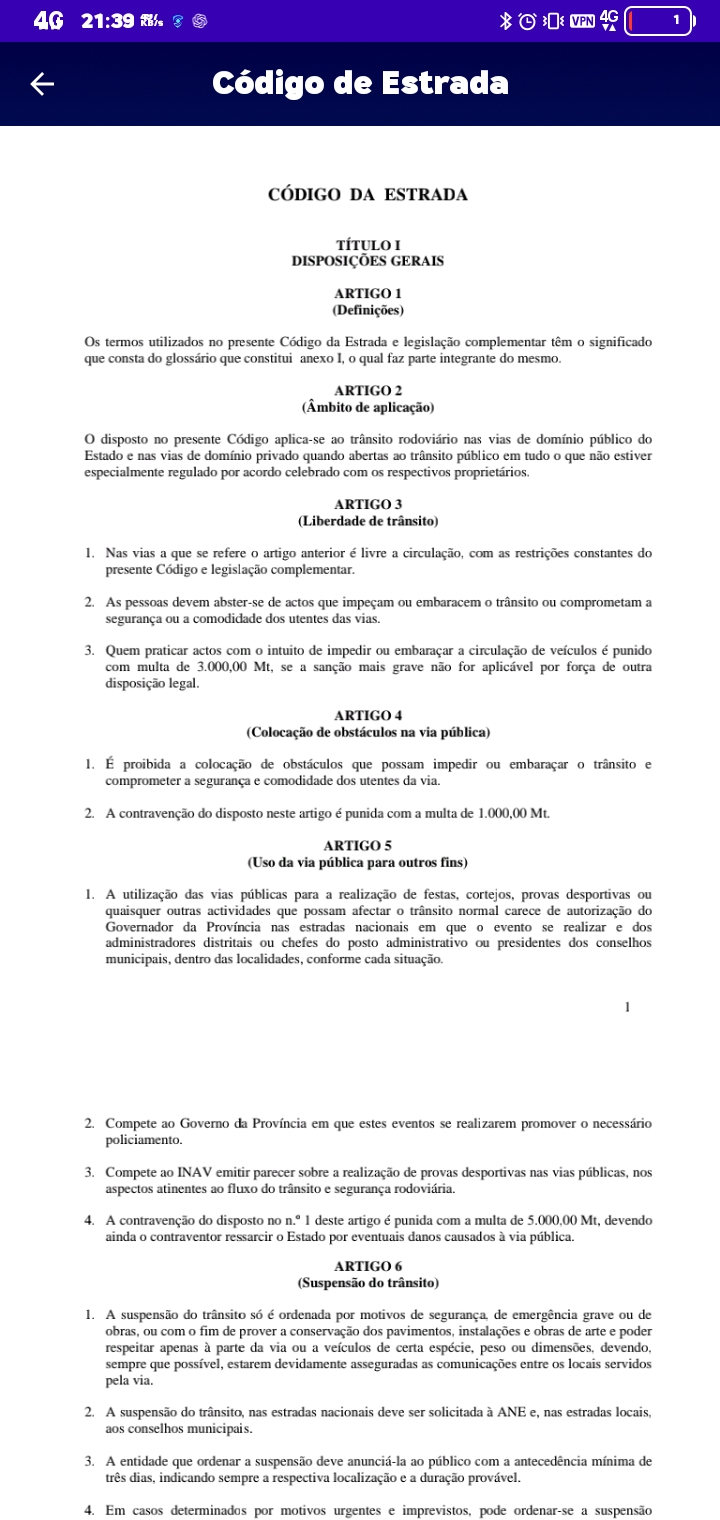 4G 21:39 KB/s VPN 4G 1
Código de Estrada
CÓDIGO DA ESTRADA
TÍTULO I
DISPOSIÇÕES GERAIS
ARTIGO 1
(Definições)
Os termos utilizados no presente Código da Estrada e legislação complementar têm o significado
que consta do glossário que constitui anexo I, o qual faz parte integrante do mesmo.
ARTIGO 2
(Âmbito de aplicação)
O disposto no presente Código aplica-se ao trânsito rodoviário nas vias de domínio público do
Estado e nas vias de domínio privado quando abertas ao trânsito público em tudo o que não estiver
especialmente regulado por acordo celebrado com os respectivos proprietários.
ARTIGO 3
(Liberdade de trânsito)
1. Nas vias a que se refere o artigo anterior é livre a circulação, com as restrições constantes do
presente Código e legislação complementar.
2. As pessoas devem abster-se de actos que impeçam ou embaracem o trânsito ou comprometam a
segurança ou a comodidade dos utentes das vias.
3. Quem praticar actos com o intuito de impedir ou embaraçar a circulação de veículos é punido
com multa de 3.000,00 Mt, se a sanção mais grave não for aplicável por força de outra
disposição legal.
ARTIGO 4
(Colocação de obstáculos na via pública)
1. É proibida a colocação de obstáculos que possam impedir ou embaraçar o trânsito e
comprometer a segurança e comodidade dos utentes da via.
2. A contravenção do disposto neste artigo é punida com a multa de 1.000,00 Mt.
ARTIGO 5
(Uso da via pública para outros fins)
1. A utilização das vias públicas para a realização de festas, cortejos, provas desportivas ou
quaisquer outras actividades que possam afectar o trânsito normal carece de autorização do
Governador da Província nas estradas nacionais em que o evento se realizar e dos
administradores distritais ou chefes do posto administrativo ou presidentes dos conselhos
municipais, dentro das localidades, conforme cada situação.
1
2. Compete ao Governo da Província em que estes eventos se realizarem promover o necessário
policiamento.
3. Compete ao INAV emitir parecer sobre a realização de provas desportivas nas vias públicas, nos
aspectos atinentes ao fluxo do trânsito e segurança rodoviária.
4. A contravenção do disposto no n.º 1 deste artigo é punida com a multa de 5.000,00 Mt, devendo
ainda o contraventor ressarcir o Estado por eventuais danos causados à via pública.
ARTIGO 6
(Suspensão do trânsito)
1. A suspensão do trânsito só é ordenada por motivos de segurança, de emergência grave ou de
obras, ou com o fim de prover a conservação dos pavimentos, instalações e obras de arte e poder
respeitar apenas à parte da via ou a veículos de certa espécie, peso ou dimensões, devendo,
sempre que possível, estarem devidamente asseguradas as comunicações entre os locais servidos
pela via.
2. A suspensão do trânsito, nas estradas nacionais deve ser solicitada à ANE e, nas estradas locais,
aos conselhos municipais.
3. A entidade que ordenar a suspensão deve anunciá-la ao público com a antecedência mínima de
três dias, indicando sempre a respectiva localização e a duração provável.
4. Em casos determinados por motivos urgentes e imprevistos, pode ordenar-se a suspensão